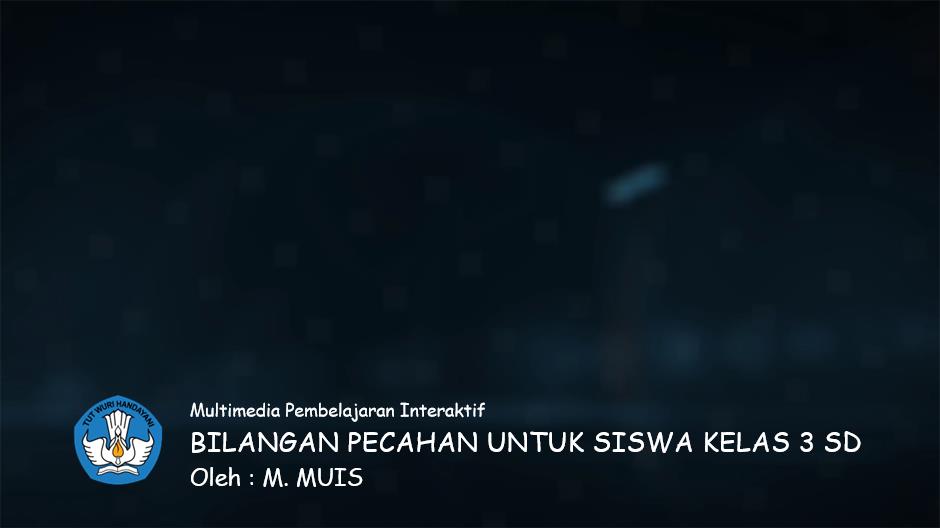 TUT WURI HANDAYANI
Multimedia Pembelajaran Interaktif
BILANGAN PECAHAN UNTUK SISWA KELAS 3 SD
Oleh : M. MUIS